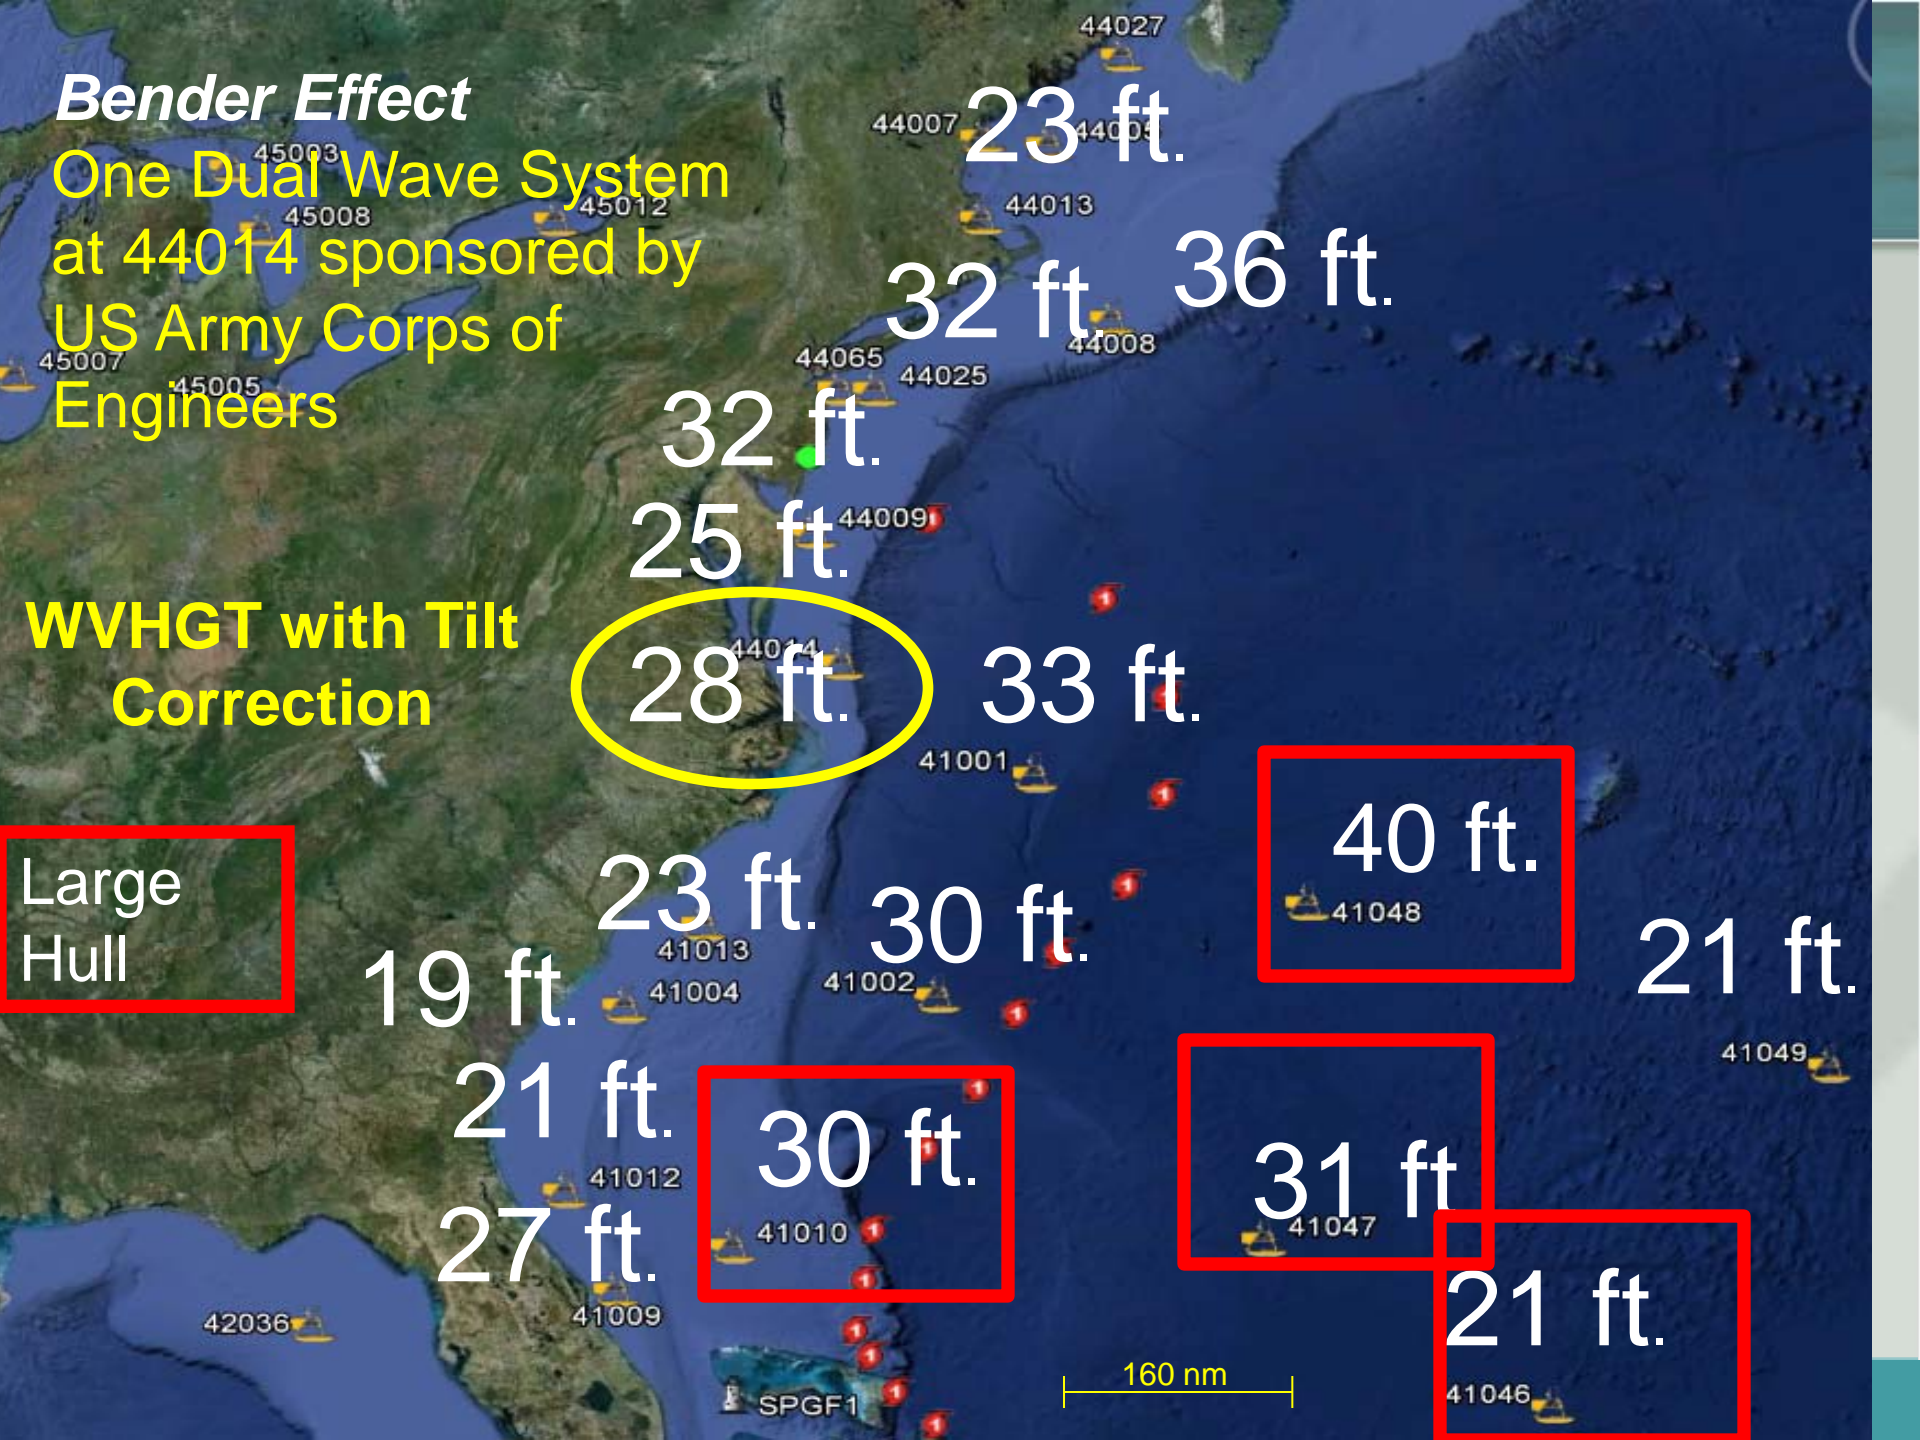 44027
Bender Effect
23 ft.
44007
44005
45003
One Dual Wave System
45008
45012
44013
at 44014 sponsored by
36 ft.
32 ft.
US Army Corps of
44008
45007
44065
44025
45005
Engineers
32 ft.
25 ft.
44009
WVHGT with Tilt
Correction
44014
28 ft.
33 ft.
41001
40 ft.
41048
Large
Hull
23 ft.
41013
30 ft.
41002
21 ft.
19 ft.
41004
41049
21 ft.
30 ft.
31 ft
41012
41010
41047
27 ft.
41009
42036
21 ft.
160 nm
41046
SPGF1